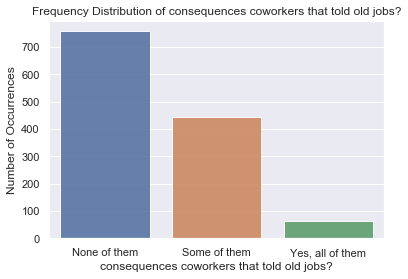 Frequency Distribution of consequences coworkers that told old jobs?
Number of Occurrences
700
600
500
400
300
200
100
0
None of them
Some of them
Yes, all of them
consequences coworkers that told old jobs?